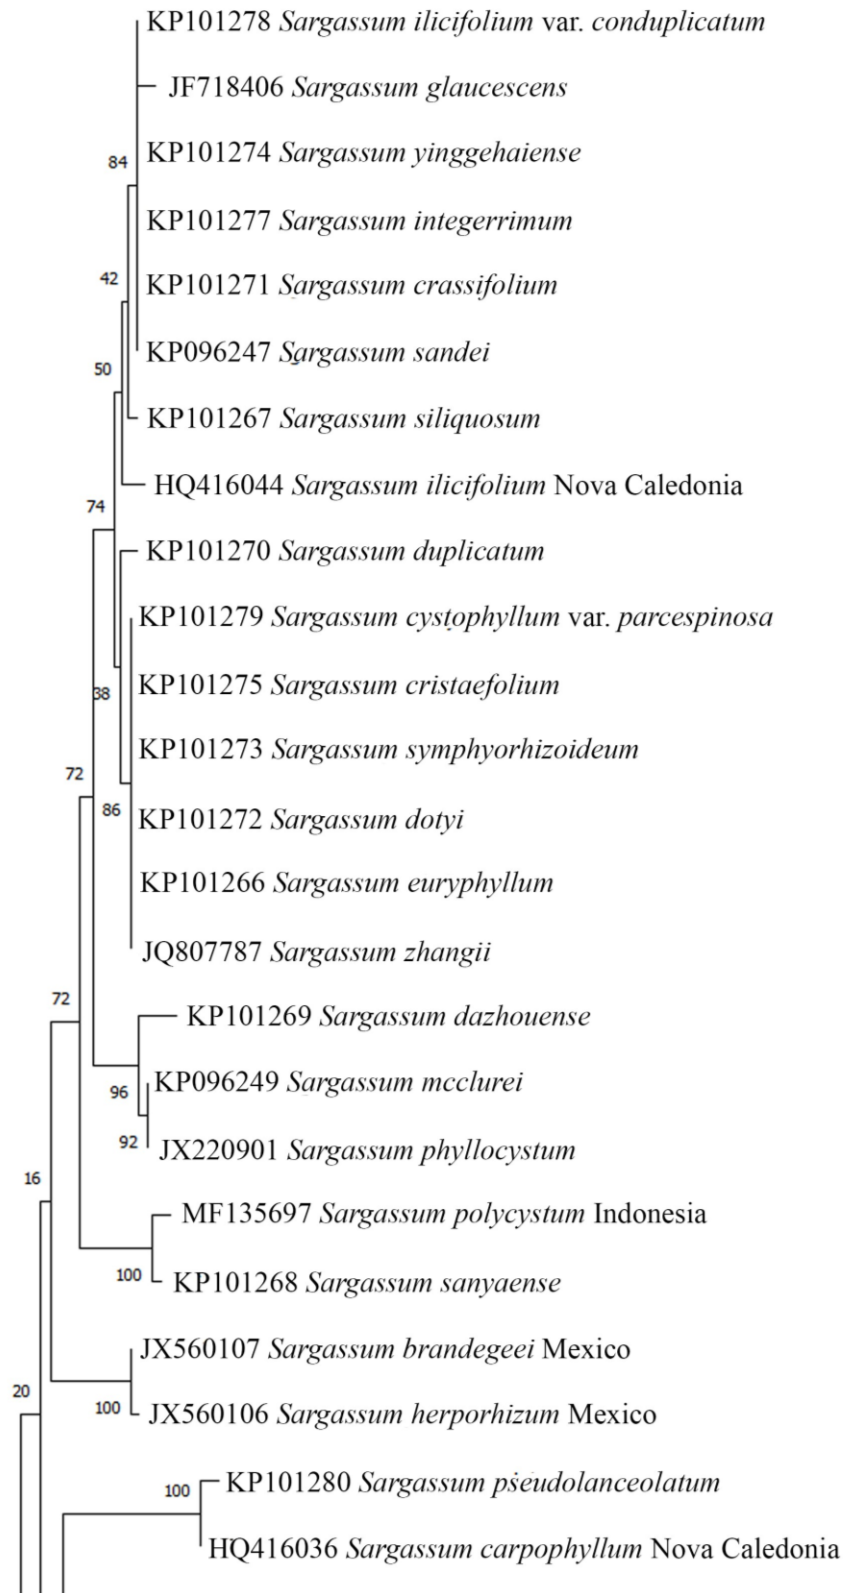 KP101278 Sargassum ilicifolium var. conduplicatum
JF718406 Sargassum glaucescens
84
KP101274 Sargassum yinggehaiense
KP101277 Sargassum integerrimum
42
KP101271 Sargassum crassifolium
KP096247 Sargassum sandei
50
KP101267 Sargassum siliquosum
HQ416044 Sargassum ilicifolium Nova Caledonia
74
KP101270 Sargassum duplicatum
KP101279 Sargassum cystophyllum var. parcespinosa
KP101275 Sargassum cristaefolium
38
KP101273 Sargassum symphyorhizoideum
72
86
KP101272 Sargassum dotyi
KP101266 Sargassum euryphyllum
JQ807787 Sargassum zhangii
72
KP101269 Sargassum dazhouense
KP096249 Sargassum mcclurei
96
92
JX220901 Sargassum phyllocystum
16
MF135697 Sargassum polycystum Indonesia
100
KP101268 Sargassum sanyaense
JX560107 Sargassum brandegeei Mexico
20
100
JX560106 Sargassum herporhizum Mexico
100
KP101280 Sargassum pseudolanceolatum
HQ416036 Sargassum carpophyllum Nova Caledonia